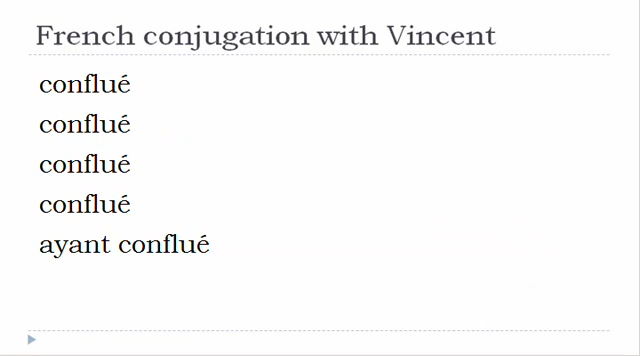 French conjugation with Vincent
conflué
conflué
conflué
conflué
ayant conflué